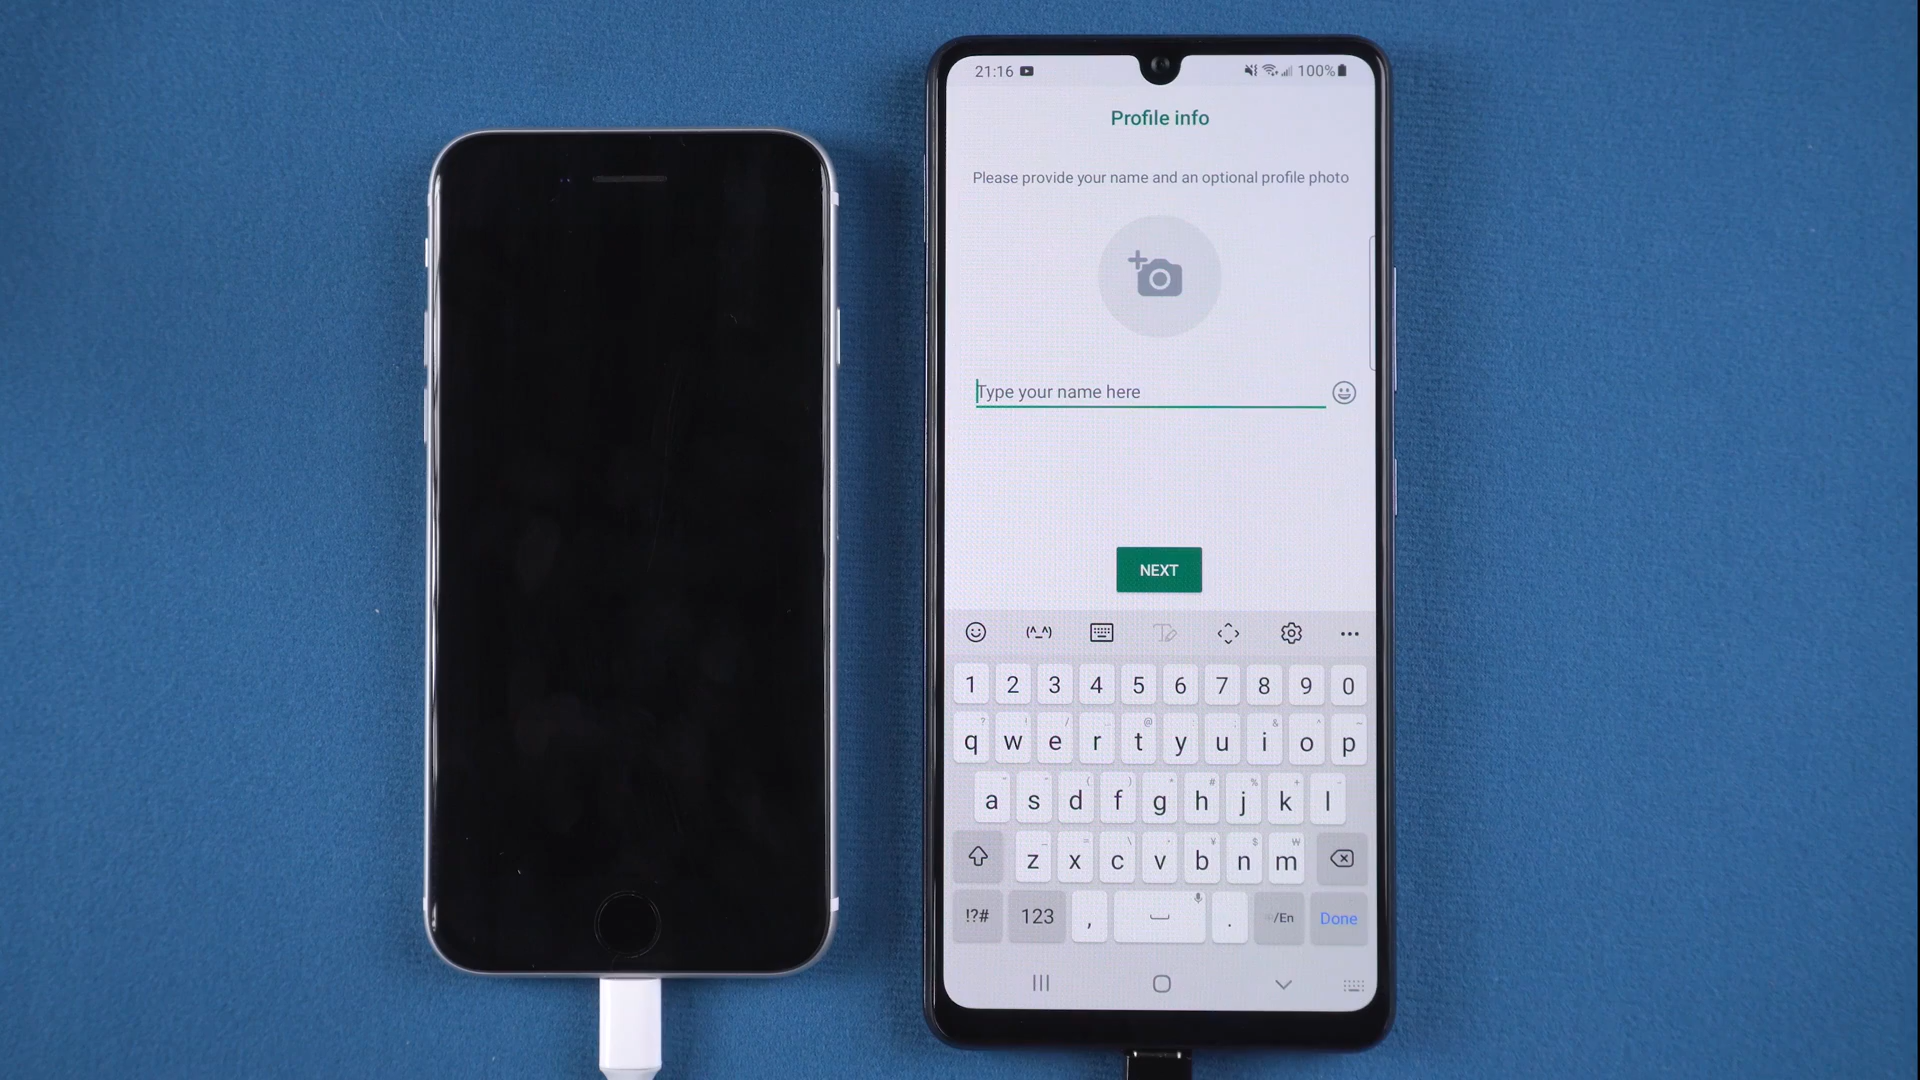 21:16 100%
Profile info
Please provide your name and an optional profile photo
Type your name here
NEXT
(^_^)
1 2 3 4 5 6 7 8 9 0
q w e r t y u i o p
a s d f g h j k l
z x c v b n m
!?# 123 , . /En Done